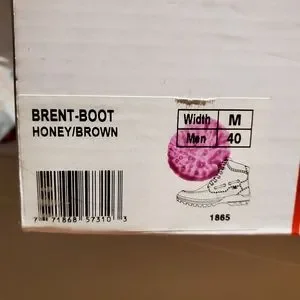 BRENT-BOOT
HONEY/BROWN
Width M
Men 40
7 71868 57310 3
1865